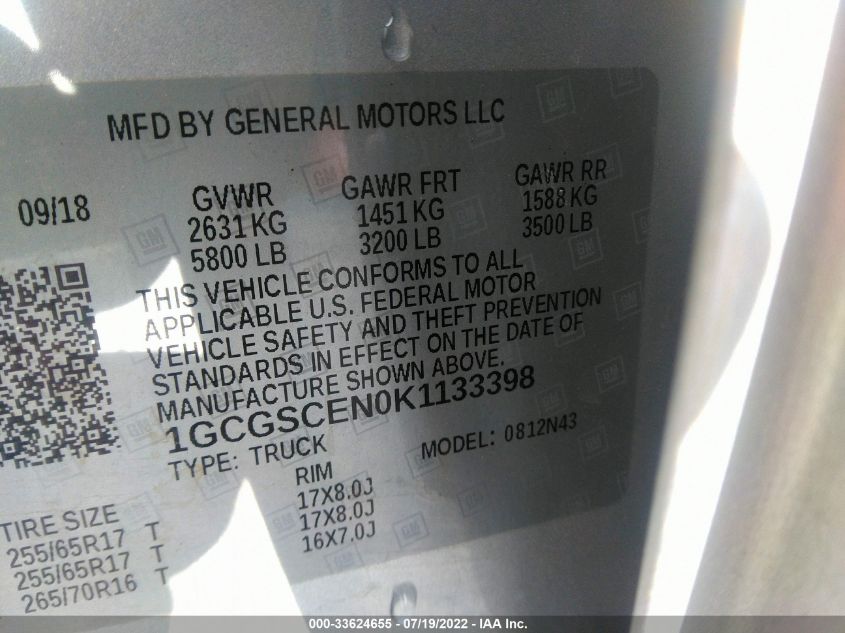 MFD BY GENERAL MOTORS LLC
09/18 GVWR GAWR FRT GAWR RR
2631 KG 1451 KG 1588 KG
5800 LB 3200 LB 3500 LB
THIS VEHICLE CONFORMS TO ALL
APPLICABLE U.S. FEDERAL MOTOR
VEHICLE SAFETY AND THEFT PREVENTION
STANDARDS IN EFFECT ON THE DATE OF
MANUFACTURE SHOWN ABOVE.
1GCGSCEN0K1133398
TYPE: TRUCK MODEL: 0812N43
TIRE SIZE RIM
255/65R17 T 17X8.0J
255/65R17 T 17X8.0J
265/70R16 T 16X7.0J
000-33624655 - 07/19/2022 - IAA Inc.